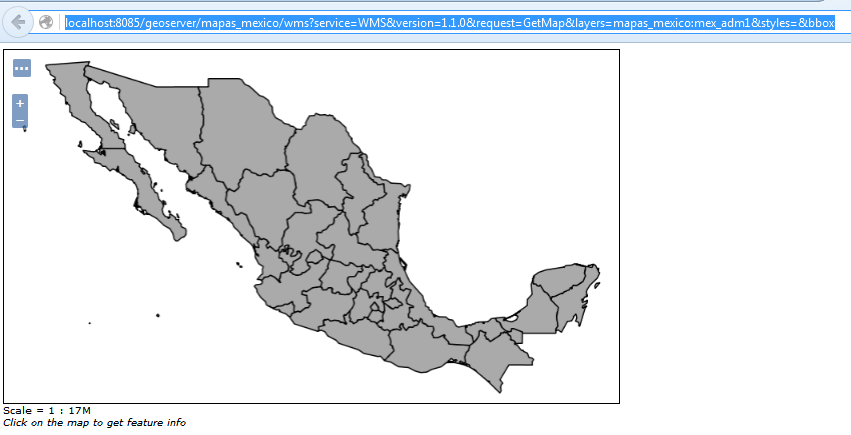 localhost:8085/geoserver/mapas_mexico/wms?service=WMS&version=1.1.0&request=GetMap&layers=mapas_mexico:mex_adm1&styles=&bbox
...
+
−
Scale = 1 : 17M
Click on the map to get feature info